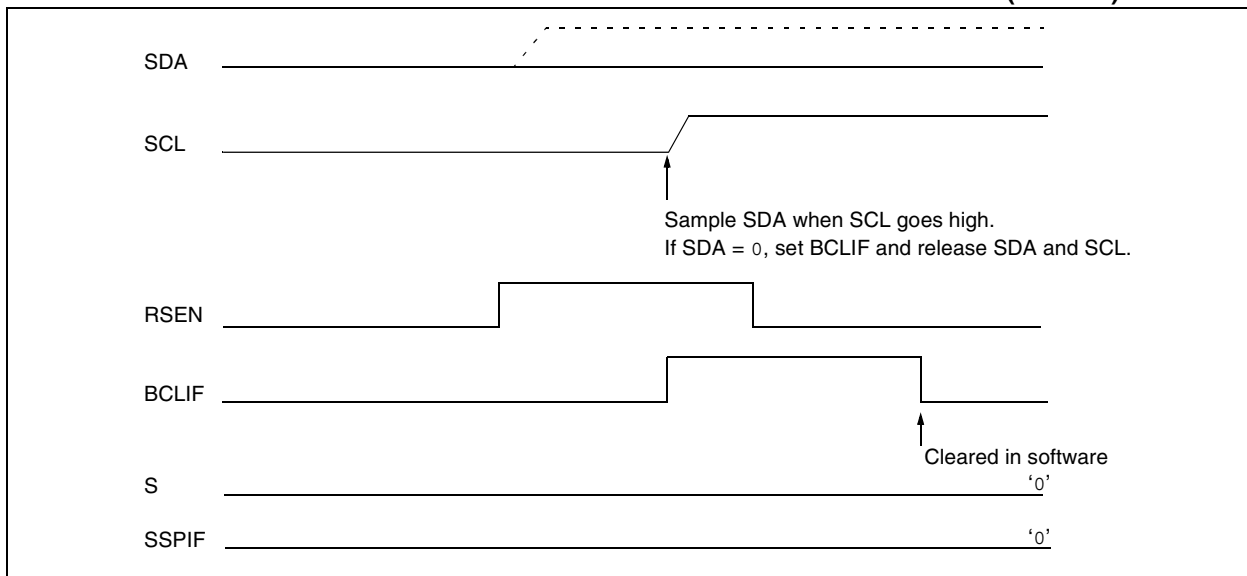 SDA
SCL
Sample SDA when SCL goes high.
If SDA = 0, set BCLIF and release SDA and SCL.
RSEN
BCLIF
Cleared in software
S
‘0’
SSPIF
‘0’